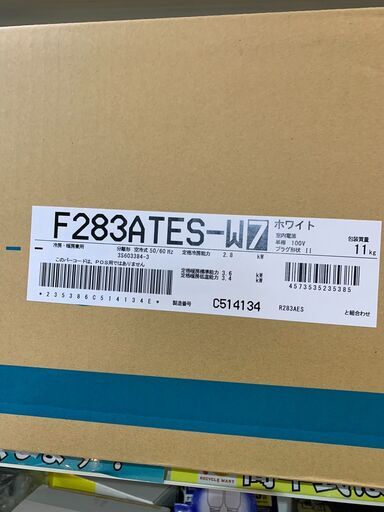 F283ATES-W7
ホワイト
冷房・暖房兼用
分離形 空冷式 50/60 Hz
定格冷房能力 2.8 kW
室内電源
単相 100V
プラグ形状 II
包装質量
11kg
3S603384-3
このバーコードは、POS用ではありません
定格暖房標準能力 3.6 kW
定格暖房低温能力 3.4
*235386C514134E*
製造番号 C514134
4573535235385
R283AES と組合わせ
RECYCLE MART